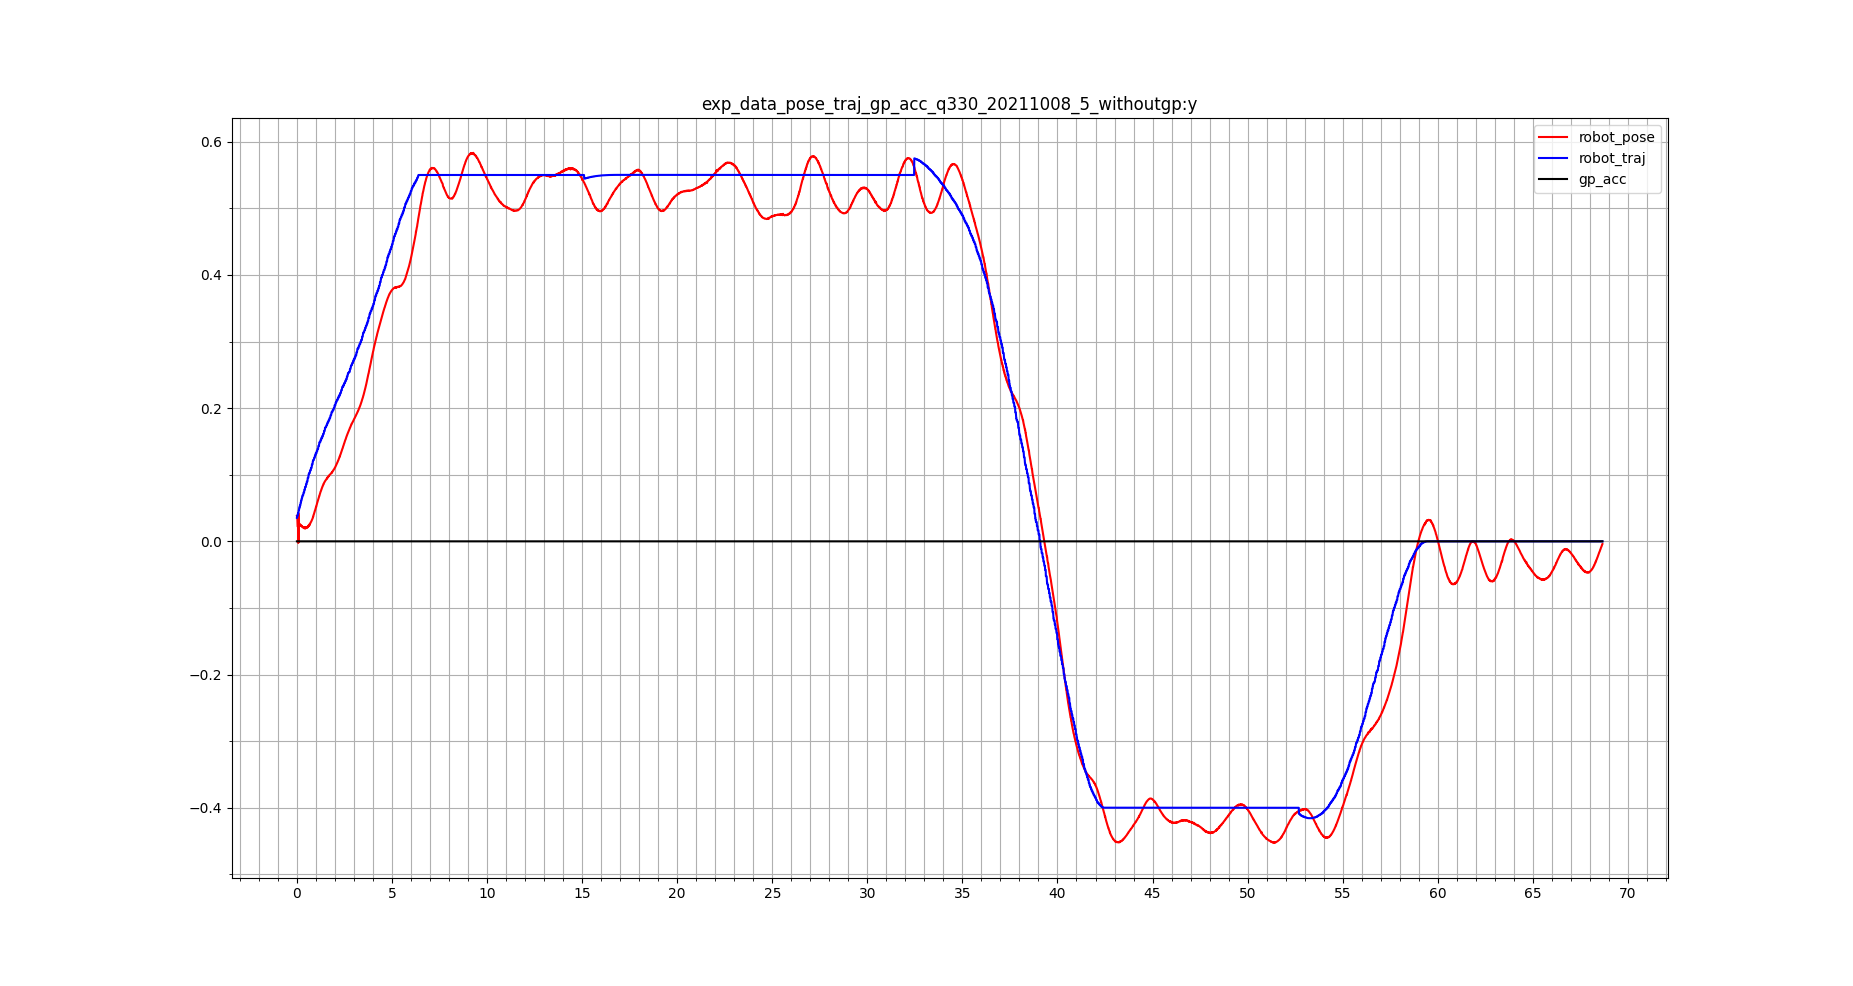 exp_data_pose_traj_gp_acc_q330_20211008_5_withoutgp:y
robot_pose
robot_traj
gp_acc
0.6
0.4
0.2
0.0
−0.2
−0.4
0 5 10 15 20 25 30 35 40 45 50 55 60 65 70